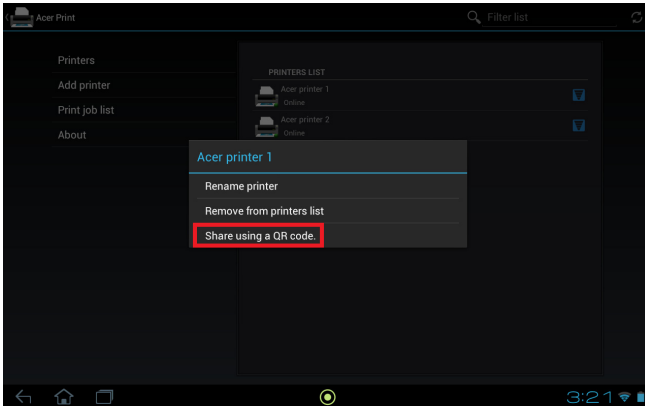 Acer Print
Filter list
Printers
Add printer
Print job list
About
PRINTERS LIST
Acer printer 1
Online
Acer printer 2
Online
Acer printer 1
Rename printer
Remove from printers list
Share using a QR code.
3:21